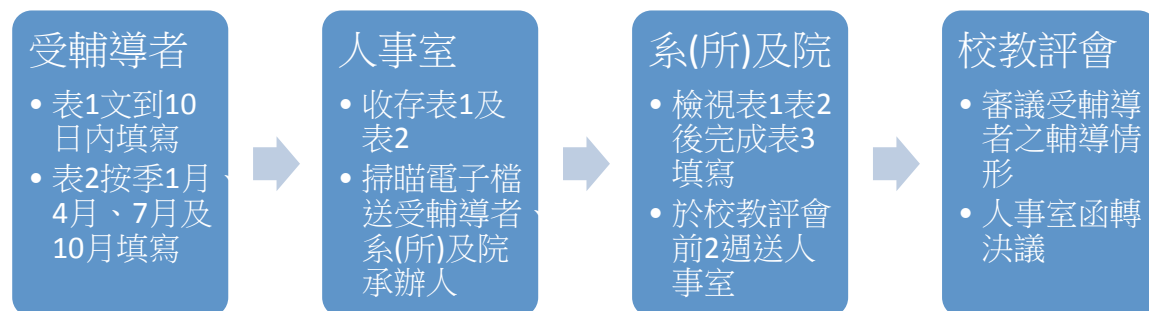 受輔導者
• 表1文到10
日內填寫
• 表2按季1月、
4月、7月及
10月填寫
人事室
• 收存表1及
表2
• 掃瞄電子檔
送受輔導者、
系(所)及院
承辦人
系(所)及院
• 檢視表1表2
後完成表3
填寫
• 於校教評會
前2週送人
事室
校教評會
• 審議受輔導
者之輔導情
形
• 人事室函轉
決議